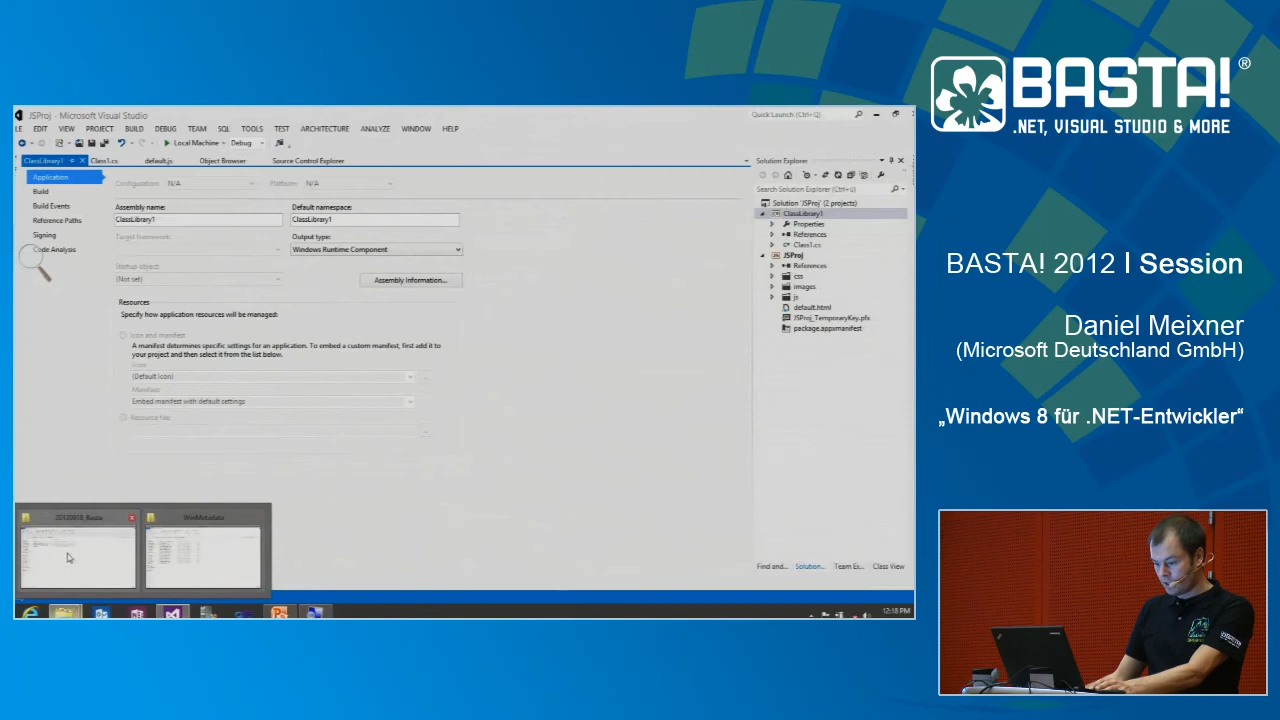 JSProj - Microsoft Visual Studio
Quick Launch (Ctrl+Q)
LE EDIT VIEW PROJECT BUILD DEBUG TEAM SQL TOOLS TEST ARCHITECTURE ANALYZE WINDOW HELP
Local Machine Debug
ClassLibrary1 Class1.cs default.js Object Browser Source Control Explorer
Application
Build
Build Events
Reference Paths
Signing
Code Analysis
Configuration: N/A Platform: N/A
Assembly name: Default namespace:
ClassLibrary1 ClassLibrary1
Target framework: Output type:
Windows Runtime Component
Startup object:
(Not set) Assembly Information...
Resources
Specify how application resources will be managed:
Icon and manifest
A manifest determines specific settings for an application. To embed a custom manifest, first add it to
your project and then select it from the list below.
Icon:
(Default Icon)
Manifest:
Embed manifest with default settings
Resource file:
Solution Explorer
Search Solution Explorer (Ctrl+ü)
Solution 'JSProj' (2 projects)
ClassLibrary1
Properties
References
Class1.cs
JSProj
References
css
images
js
default.html
JSProj_TemporaryKey.pfx
package.appxmanifest
Find and... Solution... Team Ex... Class View
20120918_Basta WinMetadata
12:18 PM
BASTA!®
.NET, VISUAL STUDIO & MORE
BASTA! 2012 I Session
Daniel Meixner
(Microsoft Deutschland GmbH)
„Windows 8 für .NET-Entwickler“